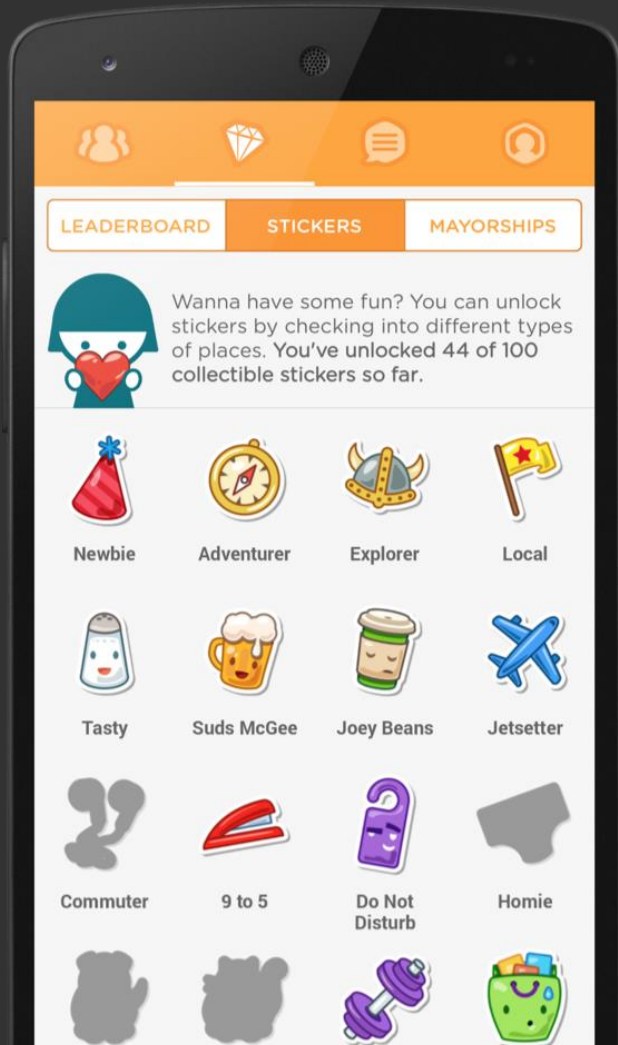 LEADERBOARD STICKERS MAYORSHIPS
Wanna have some fun? You can unlock
stickers by checking into different types
of places. You've unlocked 44 of 100
collectible stickers so far.
Newbie Adventurer Explorer Local
Tasty Suds McGee Joey Beans Jetsetter
Commuter 9 to 5 Do Not Homie
Disturb